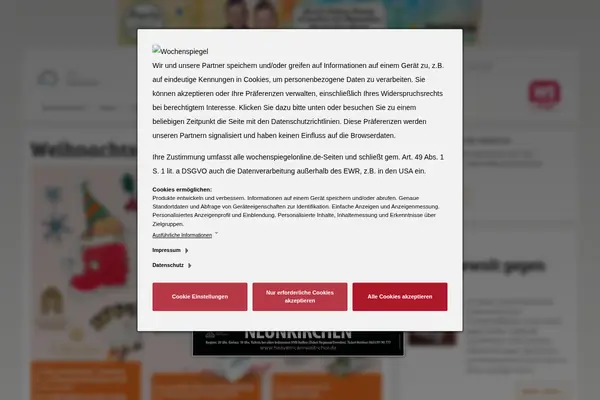 Wochenspiegel
Wir und unsere Partner speichern und/oder greifen auf Informationen auf einem Gerät zu, z.B.
auf eindeutige Kennungen in Cookies, um personenbezogene Daten zu verarbeiten. Sie
können akzeptieren oder Ihre Präferenzen verwalten, einschließlich Ihres Widerspruchsrechts
bei berechtigtem Interesse. Klicken Sie dazu bitte unten oder besuchen Sie zu einem
beliebigen Zeitpunkt die Seite mit den Datenschutzrichtlinien. Diese Präferenzen werden
unseren Partnern signalisiert und haben keinen Einfluss auf die Browserdaten.
Ihre Zustimmung umfasst alle wochenspiegelonline.de-Seiten und schließt gem. Art. 49 Abs. 1
S. 1 lit. a DSGVO auch die Datenverarbeitung außerhalb des EWR, z.B. in den USA ein.
Cookies ermöglichen:
Produkte entwickeln und verbessern. Informationen auf einem Gerät speichern und/oder abrufen. Genaue
Standortdaten und Abfrage von Geräteeigenschaften zur Identifikation. Einfache Anzeigen und Anzeigenmessung.
Personalisiertes Anzeigenprofil und Einblendung, Personalisierte Inhalte, Inhaltemessung und Erkenntnisse über
Zielgruppen.
Ausführliche Informationen
Impressum
Datenschutz
Cookie Einstellungen
Nur erforderliche Cookies
akzeptieren
Alle Cookies akzeptieren
Weihnachts
gegen
NEUNKIRCHEN